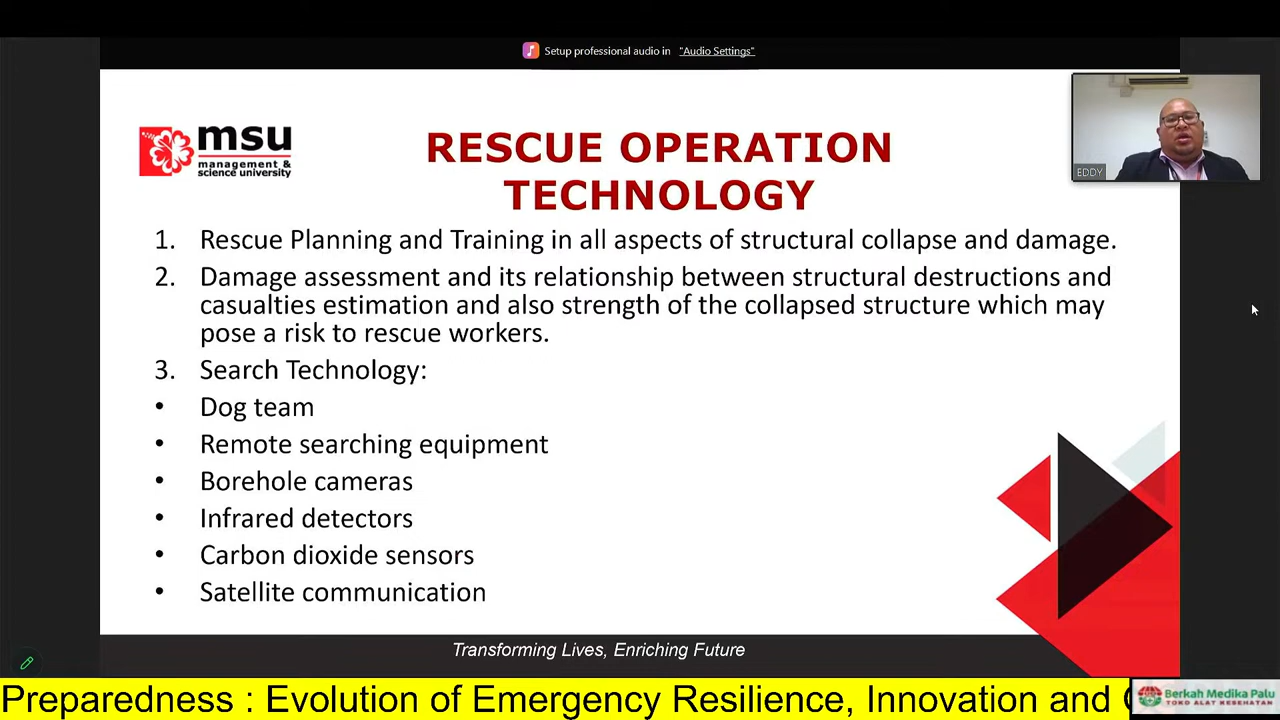 Setup professional audio in "Audio Settings"
msu
management &
science university
RESCUE OPERATION
TECHNOLOGY
EDDY
1. Rescue Planning and Training in all aspects of structural collapse and damage.
2. Damage assessment and its relationship between structural destructions and
casualties estimation and also strength of the collapsed structure which may
pose a risk to rescue workers.
3. Search Technology:
• Dog team
• Remote searching equipment
• Borehole cameras
• Infrared detectors
• Carbon dioxide sensors
• Satellite communication
Transforming Lives, Enriching Future
Preparedness : Evolution of Emergency Resilience, Innovation and
Berkah Medika Palu
TOKO ALAT KESEHATAN